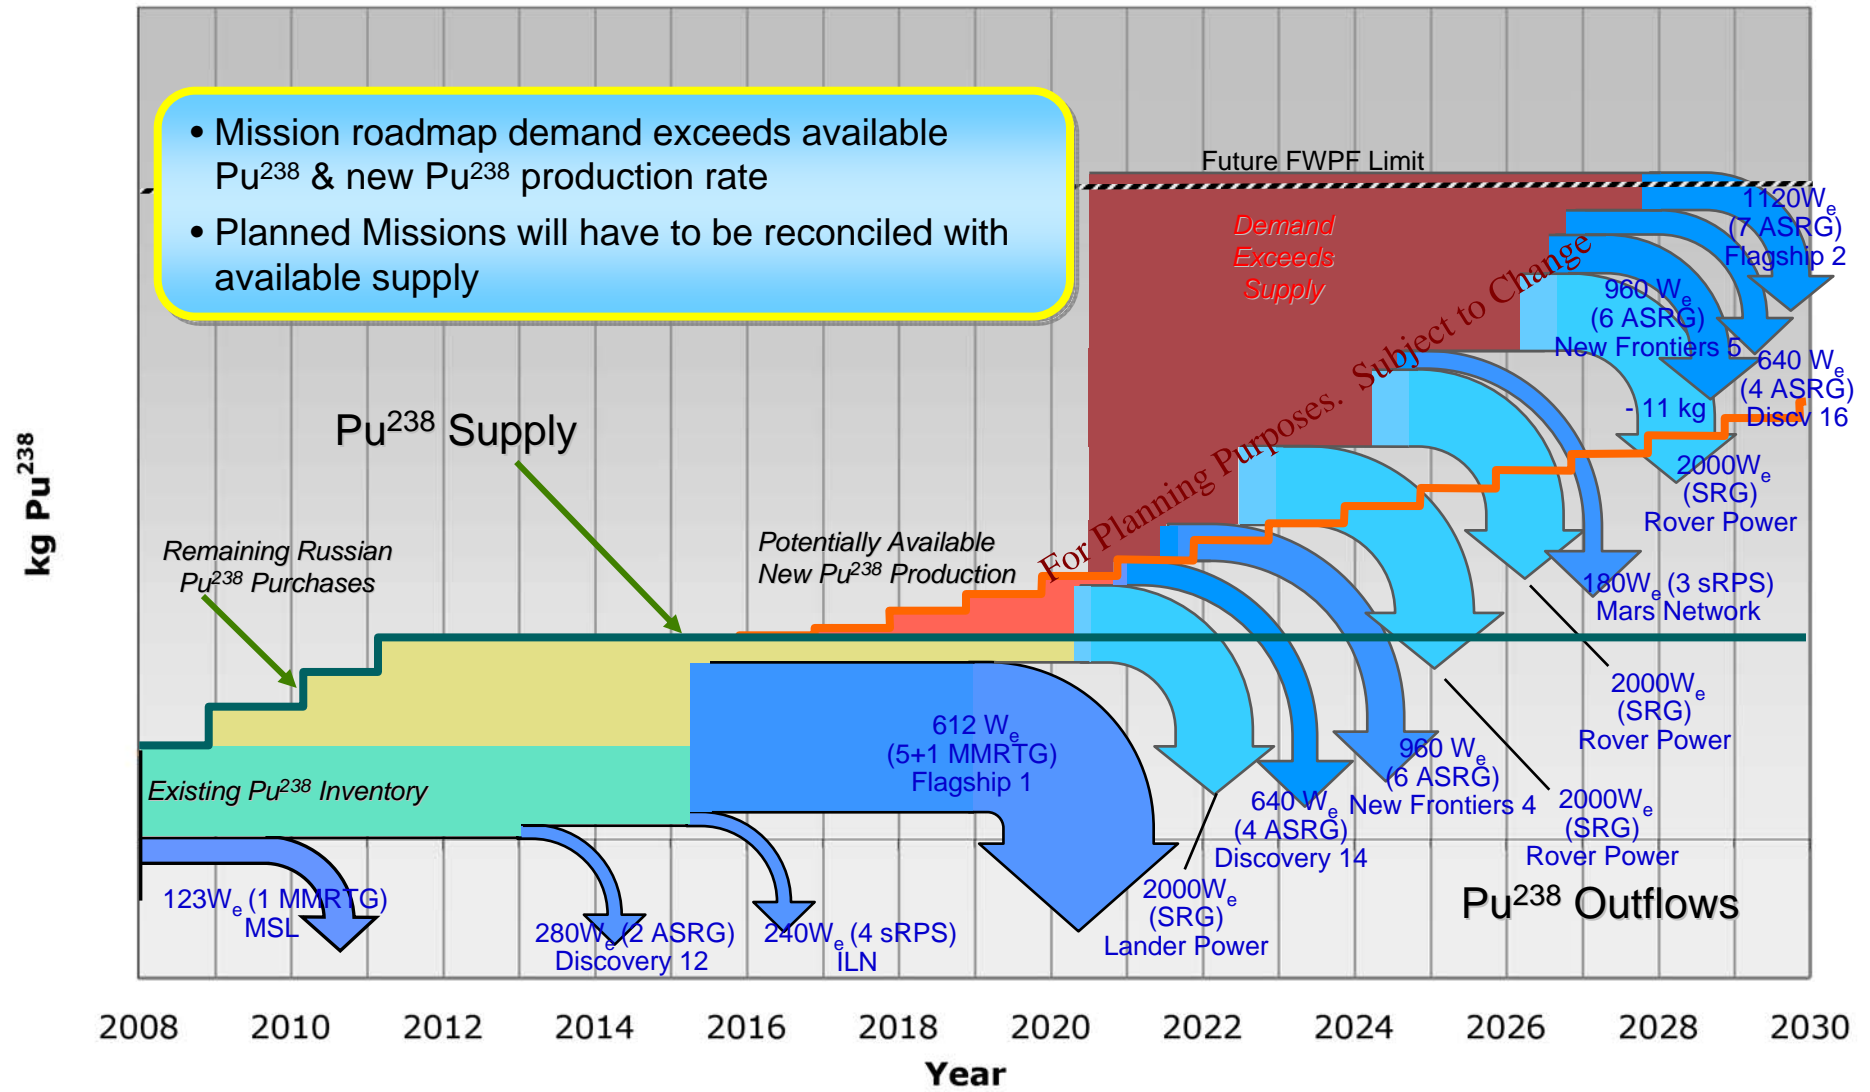 • Mission roadmap demand exceeds available
Pu238 & new Pu238 production rate
• Planned Missions will have to be reconciled with
available supply
Future FWPF Limit
Demand
Exceeds
Supply
For Planning Purposes. Subject to Change
1120We
(7 ASRG)
Flagship 2
960 We
(6 ASRG)
New Frontiers 5
640 We
(4 ASRG)
Discv 16
- 11 kg
2000We
(SRG)
Rover Power
Pu238 Supply
kg Pu238
Remaining Russian
Pu238 Purchases
Potentially Available
New Pu238 Production
180We (3 sRPS)
Mars Network
2000We
(SRG)
Rover Power
612 We
(5+1 MMRTG)
Flagship 1
960 We
(6 ASRG)
New Frontiers 4
Existing Pu238 Inventory
640 We
(4 ASRG)
Discovery 14
2000We
(SRG)
Rover Power
2000We
(SRG)
Lander Power
Pu238 Outflows
123We (1 MMRTG)
MSL
280We (2 ASRG)
Discovery 12
240We (4 sRPS)
ILN
2008 2010 2012 2014 2016 2018 2020 2022 2024 2026 2028 2030
Year